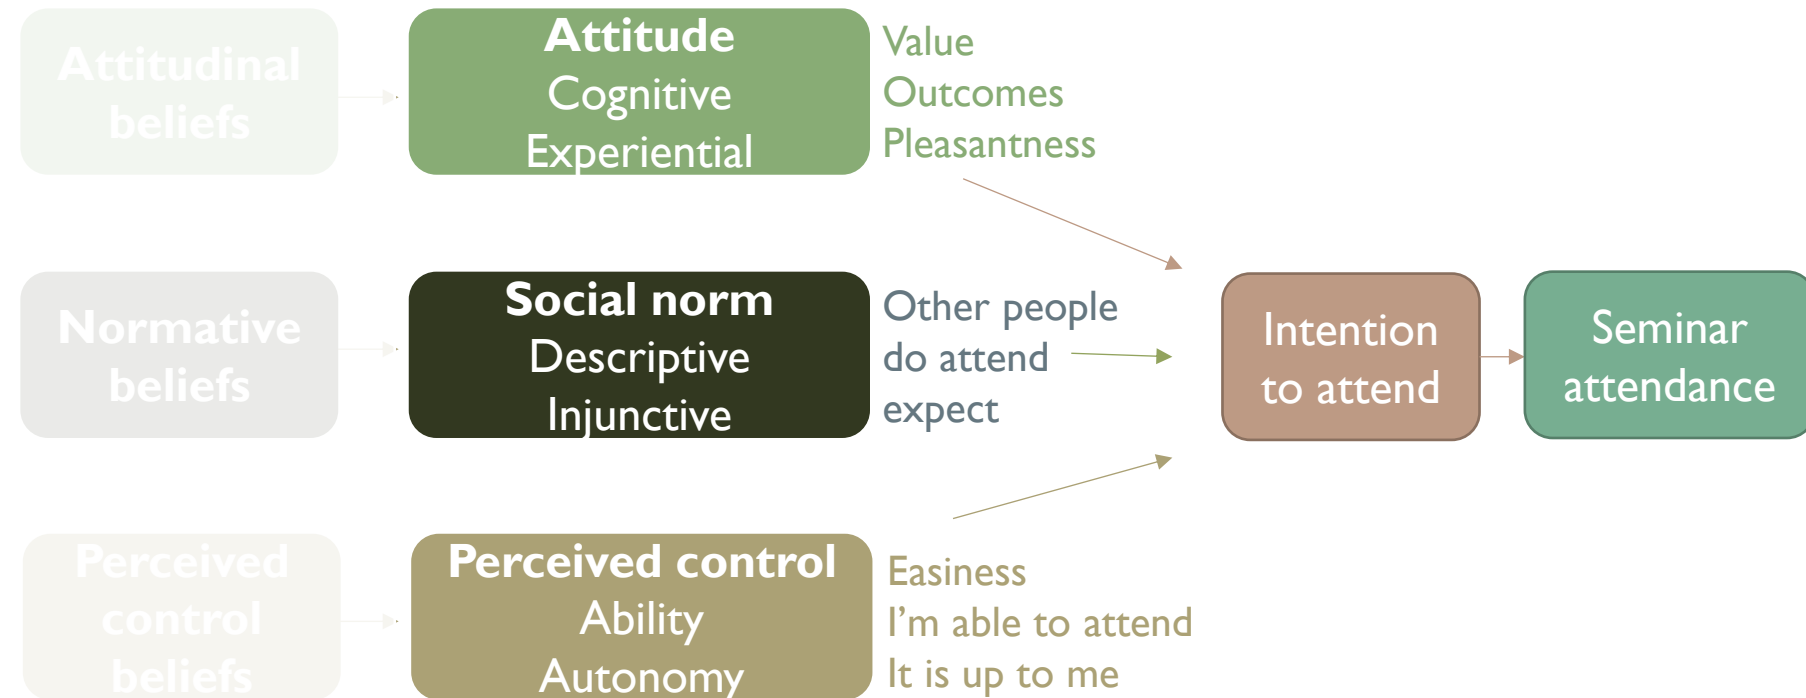 Attitudinal
beliefs
Attitude
Cognitive
Experiential
Value
Outcomes
Pleasantness
Normative
beliefs
Social norm
Descriptive
Injunctive
Other people
do attend
expect
Intention
to attend
Seminar
attendance
Perceived
control
beliefs
Perceived control
Ability
Autonomy
Easiness
I’m able to attend
It is up to me